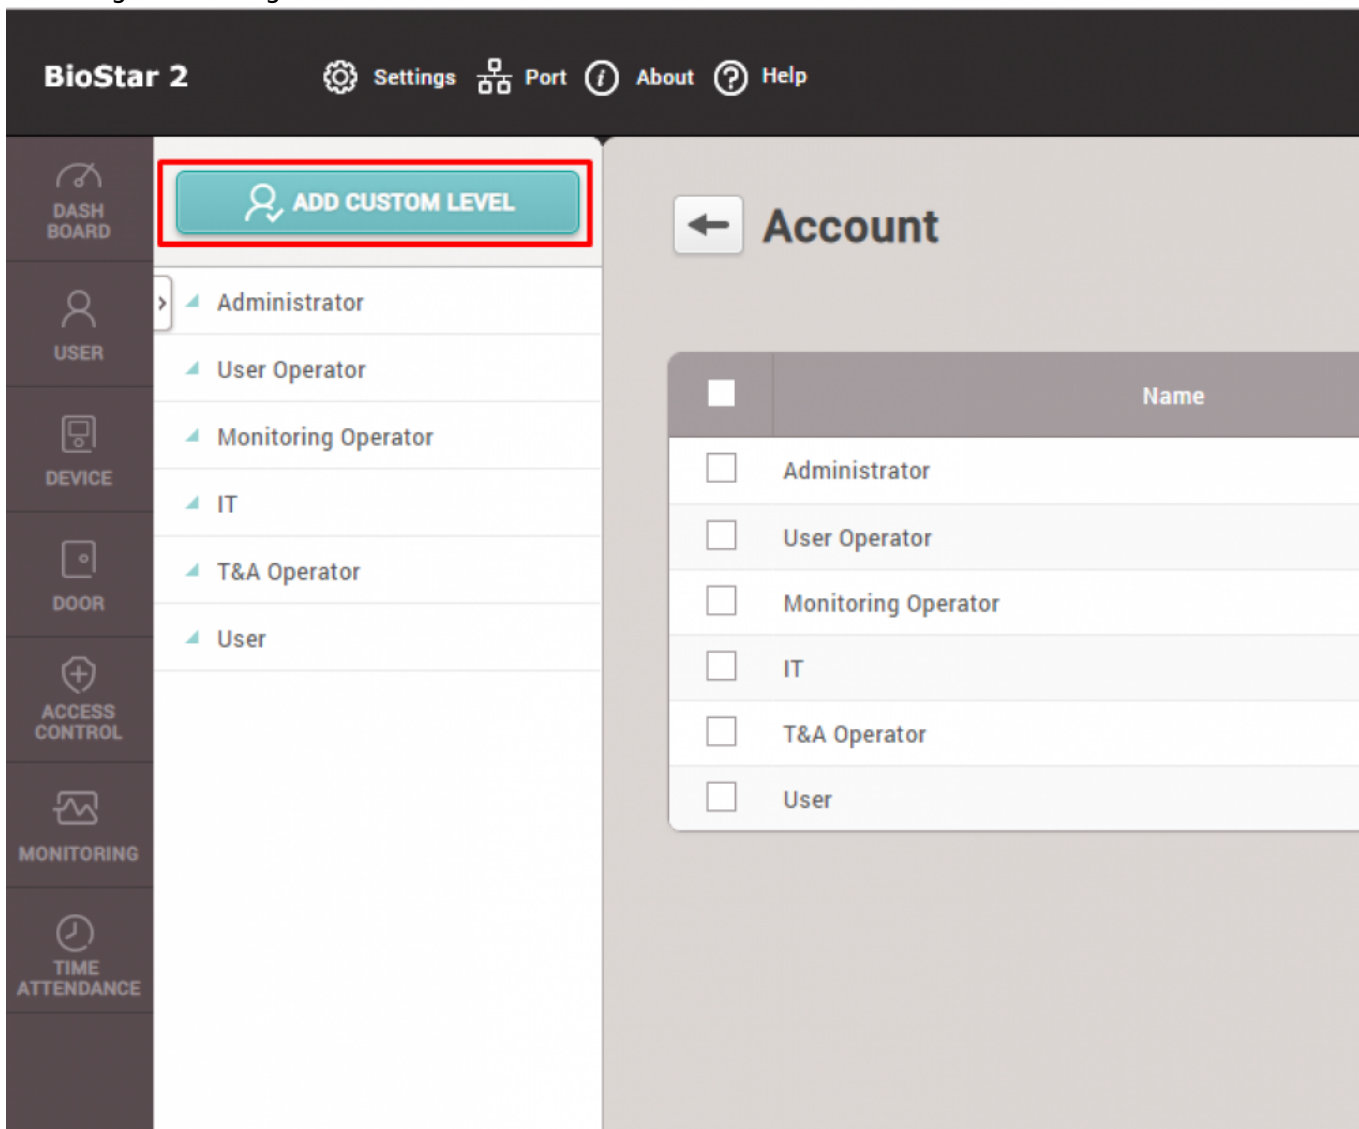 BioStar 2
Settings
Port
About
Help
DASH
BOARD
USER
DEVICE
DOOR
ACCESS
CONTROL
MONITORING
TIME
ATTENDANCE
ADD CUSTOM LEVEL
Administrator
User Operator
Monitoring Operator
IT
T&A Operator
User
Account
Name
Administrator
User Operator
Monitoring Operator
IT
T&A Operator
User